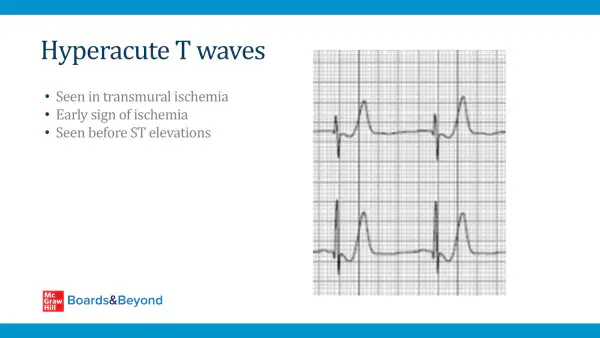 Hyperacute T waves
• Seen in transmural ischemia
• Early sign of ischemia
• Seen before ST elevations
Mc
Graw
Hill
Boards&Beyond